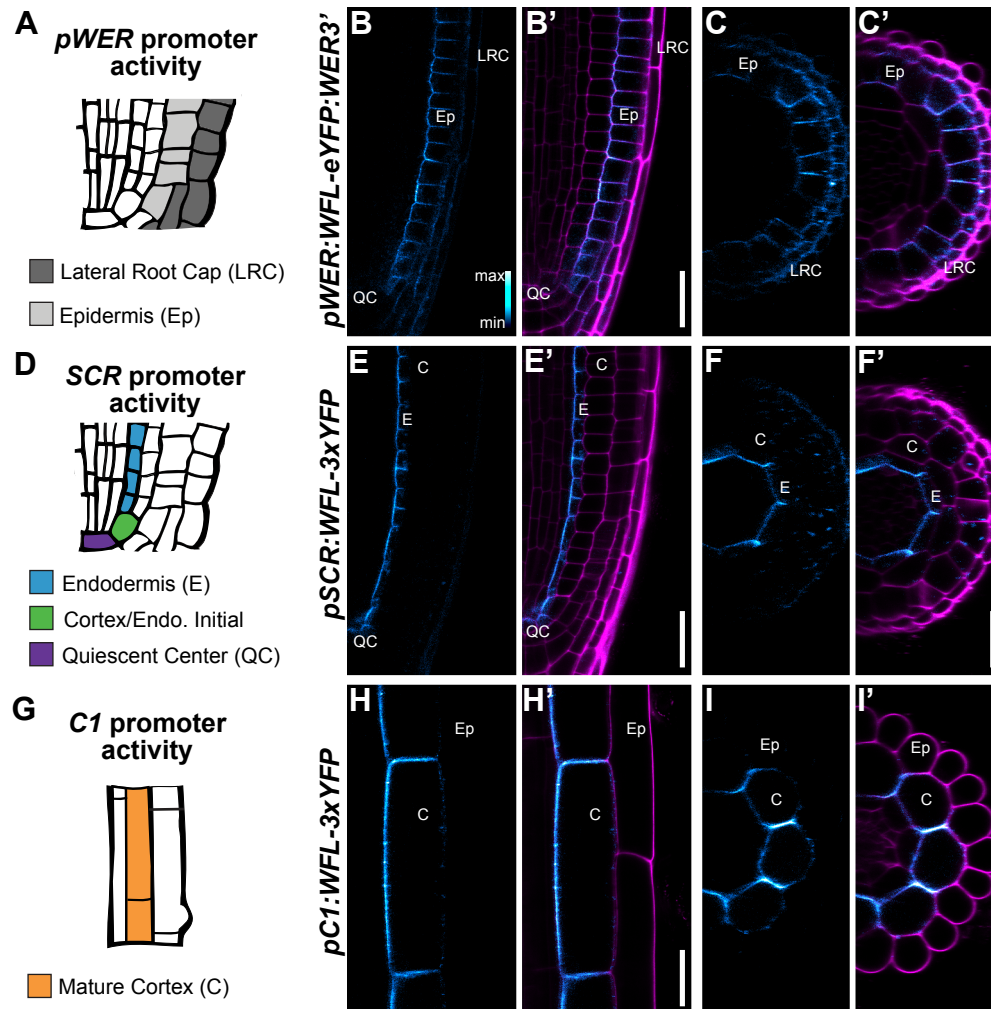 A
pWER promoter
activity
Lateral Root Cap (LRC)
Epidermis (Ep)
pWER:WFL-eYFP:WER3’
B
LRC
Ep
QC
max
min
B’
LRC
Ep
QC
C
Ep
LRC
C’
Ep
LRC
D
SCR promoter
activity
Endodermis (E)
Cortex/Endo. Initial
Quiescent Center (QC)
pSCR:WFL-3xYFP
E
C
E
QC
E’
C
E
QC
F
C
E
F’
C
E
G
C1 promoter
activity
Mature Cortex (C)
pC1:WFL-3xYFP
H
Ep
C
H’
Ep
C
I
Ep
C
I’
Ep
C